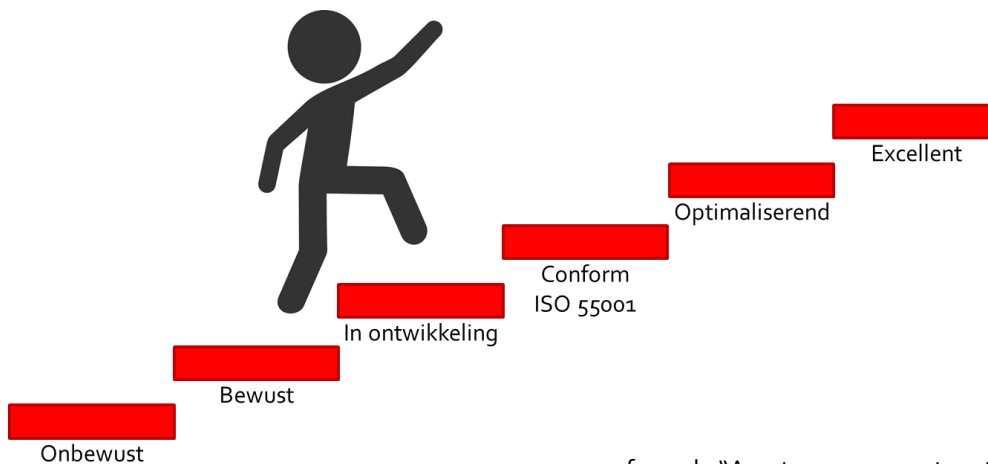 Excellent
Optimaliserend
Conform
ISO 55001
In ontwikkeling
Bewust
Onbewust